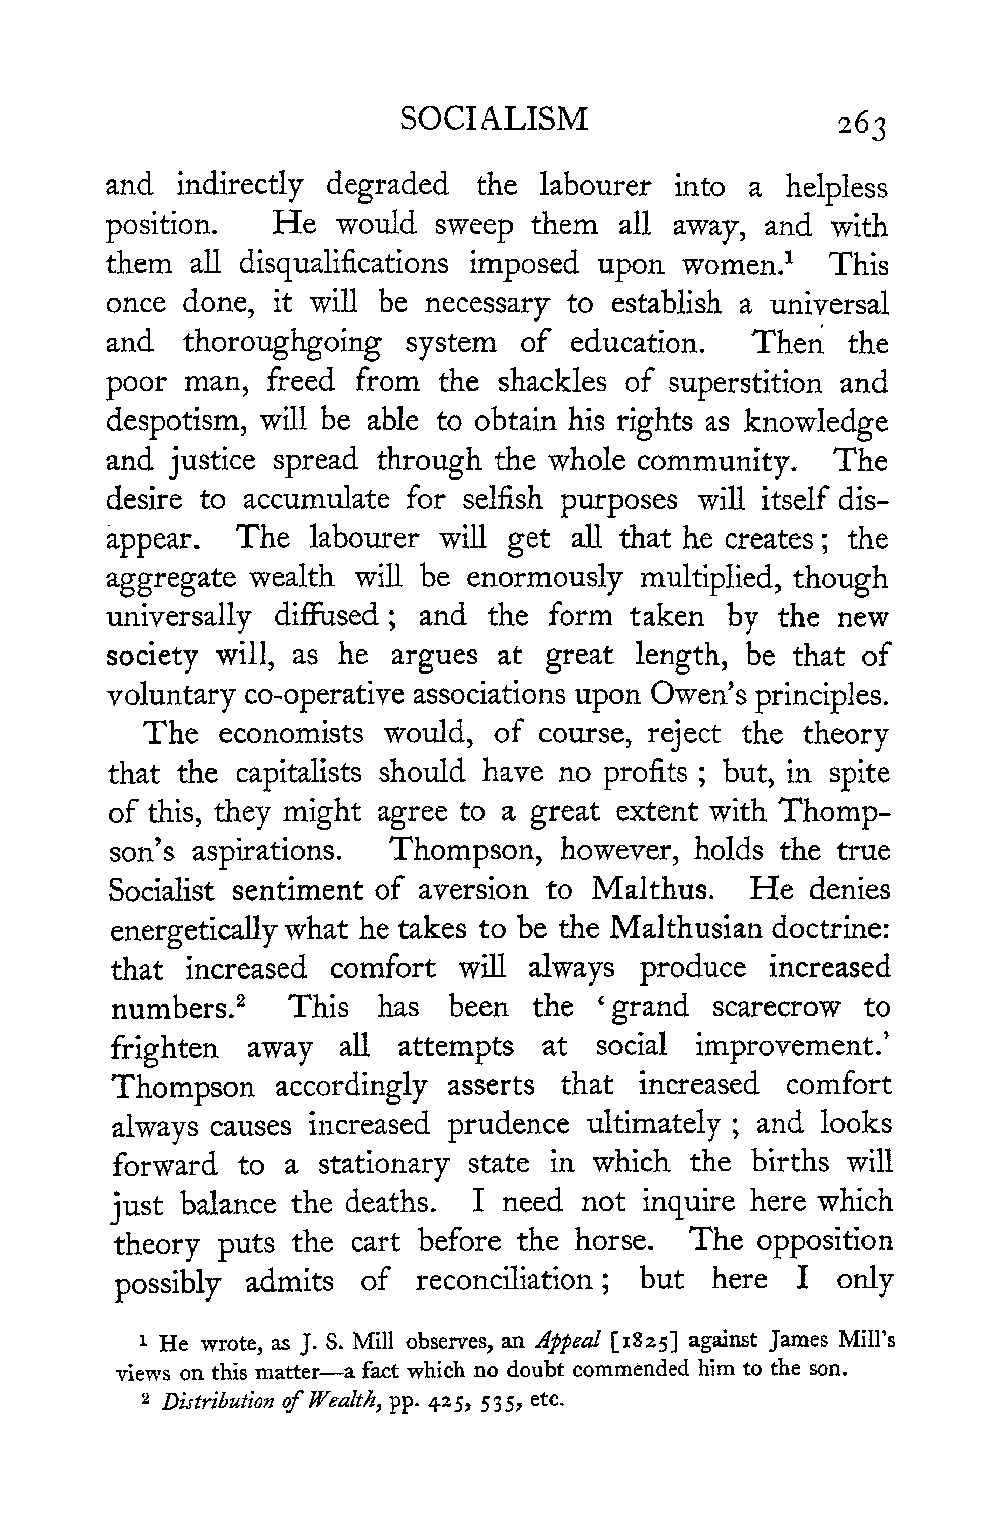 SOCIALISM 263
and indirectly degraded the labourer into a helpless
position. He would sweep them all away, and with
them all disqualifications imposed upon women.¹ This
once done, it will be necessary to establish a universal
and thoroughgoing system of education. Then the
poor man, freed from the shackles of superstition and
despotism, will be able to obtain his rights as knowledge
and justice spread through the whole community. The
desire to accumulate for selfish purposes will itself dis-
appear. The labourer will get all that he creates; the
aggregate wealth will be enormously multiplied, though
universally diffused; and the form taken by the new
society will, as he argues at great length, be that of
voluntary co-operative associations upon Owen's principles.
The economists would, of course, reject the theory
that the capitalists should have no profits; but, in spite
of this, they might agree to a great extent with Thomp-
son's aspirations. Thompson, however, holds the true
Socialist sentiment of aversion to Malthus. He denies
energetically what he takes to be the Malthusian doctrine:
that increased comfort will always produce increased
numbers.² This has been the 'grand scarecrow to
frighten away all attempts at social improvement.'
Thompson accordingly asserts that increased comfort
always causes increased prudence ultimately; and looks
forward to a stationary state in which the births will
just balance the deaths. I need not inquire here which
theory puts the cart before the horse. The opposition
possibly admits of reconciliation; but here I only
¹ He wrote, as J. S. Mill observes, an Appeal [1825] against James Mill's
views on this matter—a fact which no doubt commended him to the son.
² Distribution of Wealth, pp. 425, 535, etc.